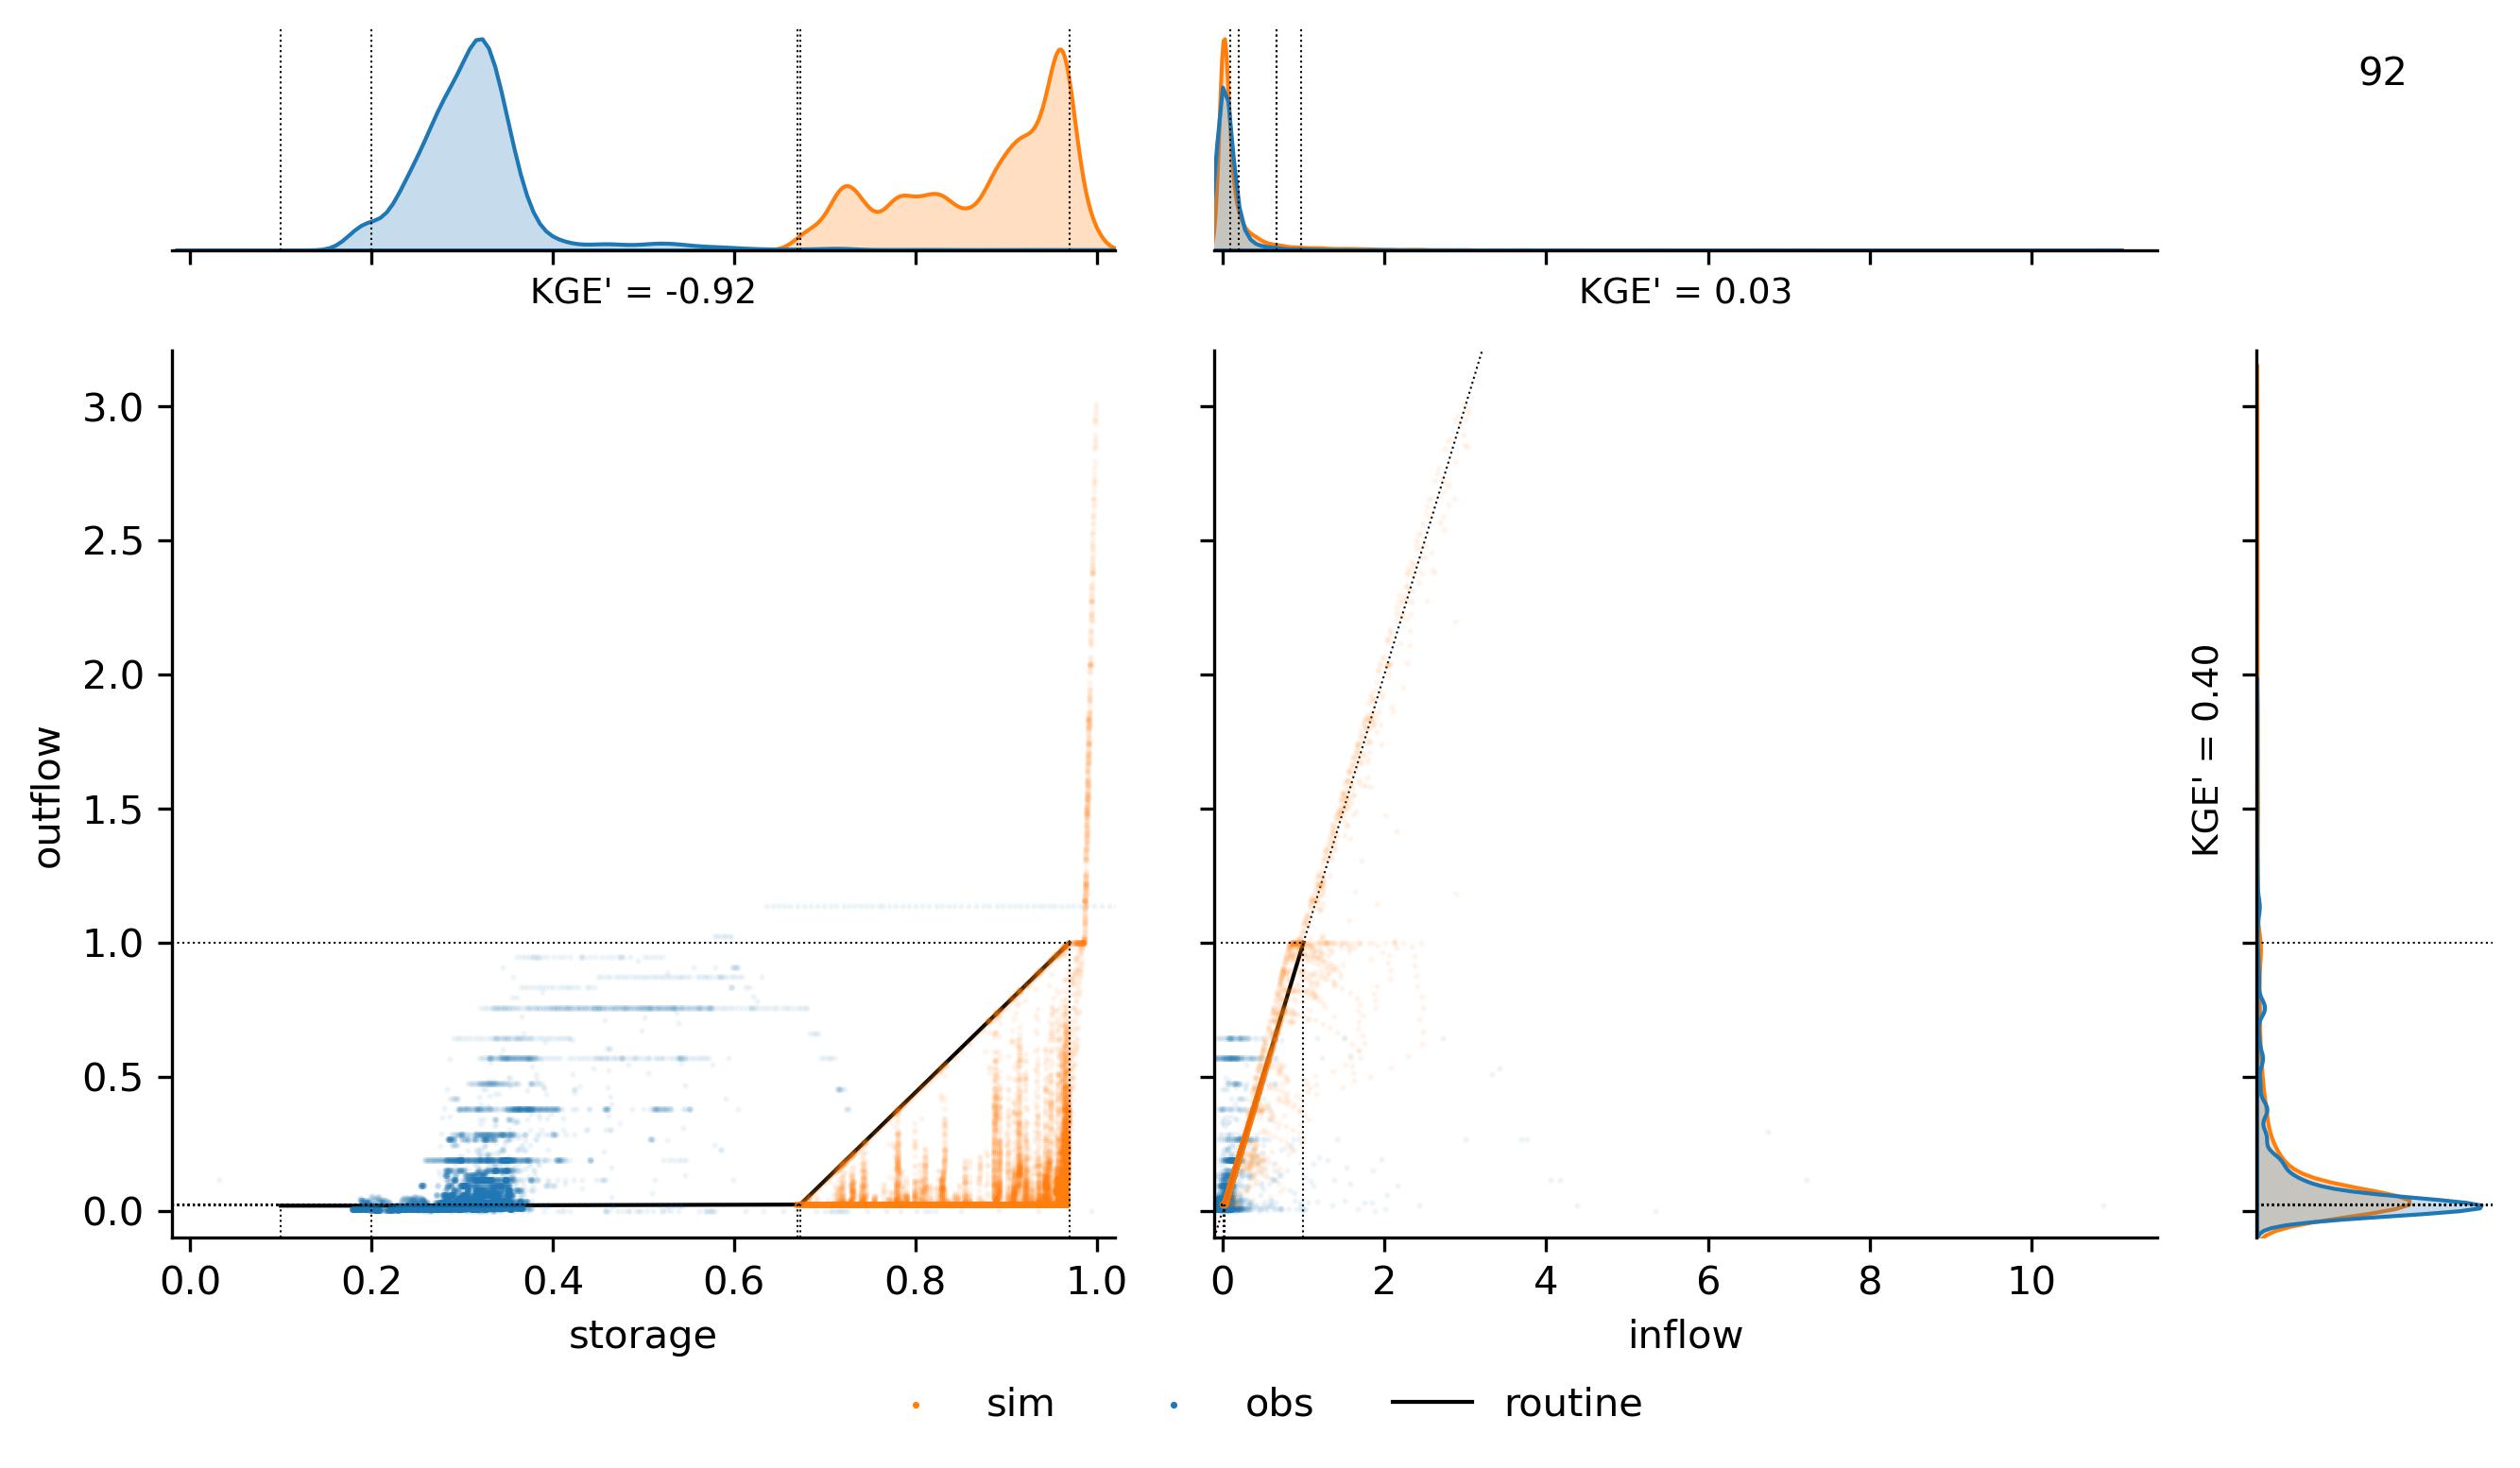 92
KGE' = -0.92
KGE' = 0.03
3.0
2.5
2.0
1.5
1.0
0.5
0.0
outflow
KGE' = 0.40
0.0 0.2 0.4 0.6 0.8 1.0
0 2 4 6 8 10
storage
inflow
sim obs routine